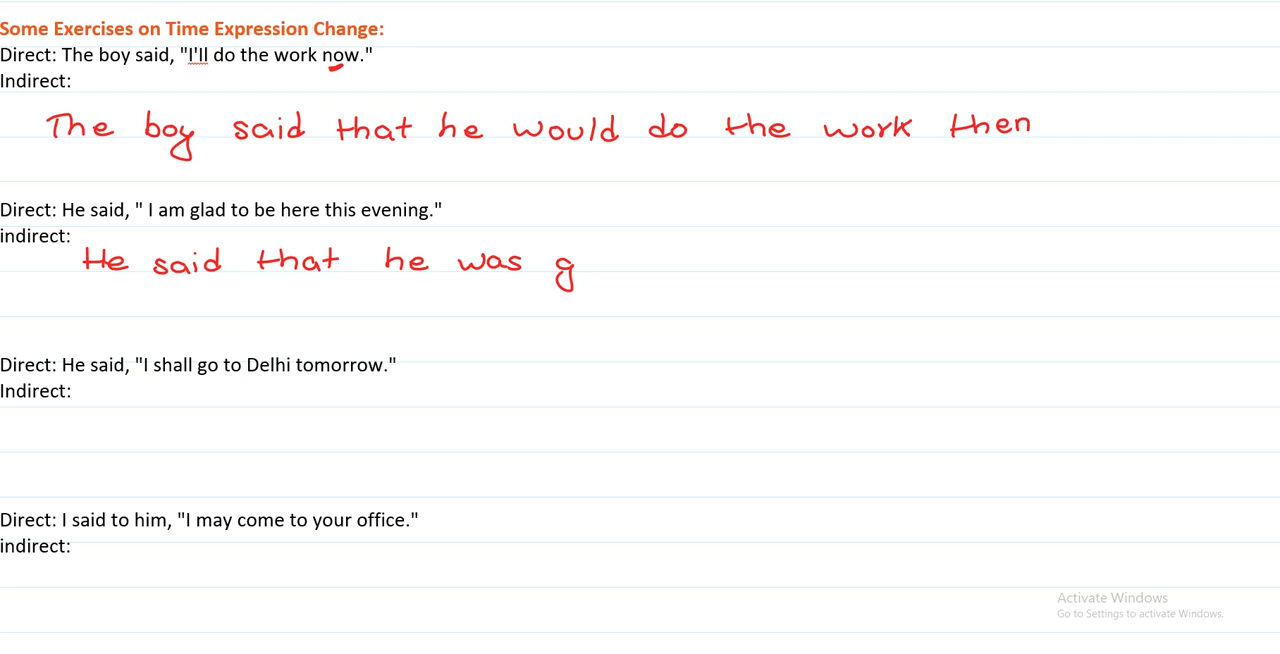 Some Exercises on Time Expression Change:
Direct: The boy said, "I'll do the work now."
Indirect:
The boy said that he would do the work then
Direct: He said, " I am glad to be here this evening."
indirect:
He said that he was g
Direct: He said, "I shall go to Delhi tomorrow."
Indirect:
Direct: I said to him, "I may come to your office."
indirect:
Activate Windows
Go to Settings to activate Windows.